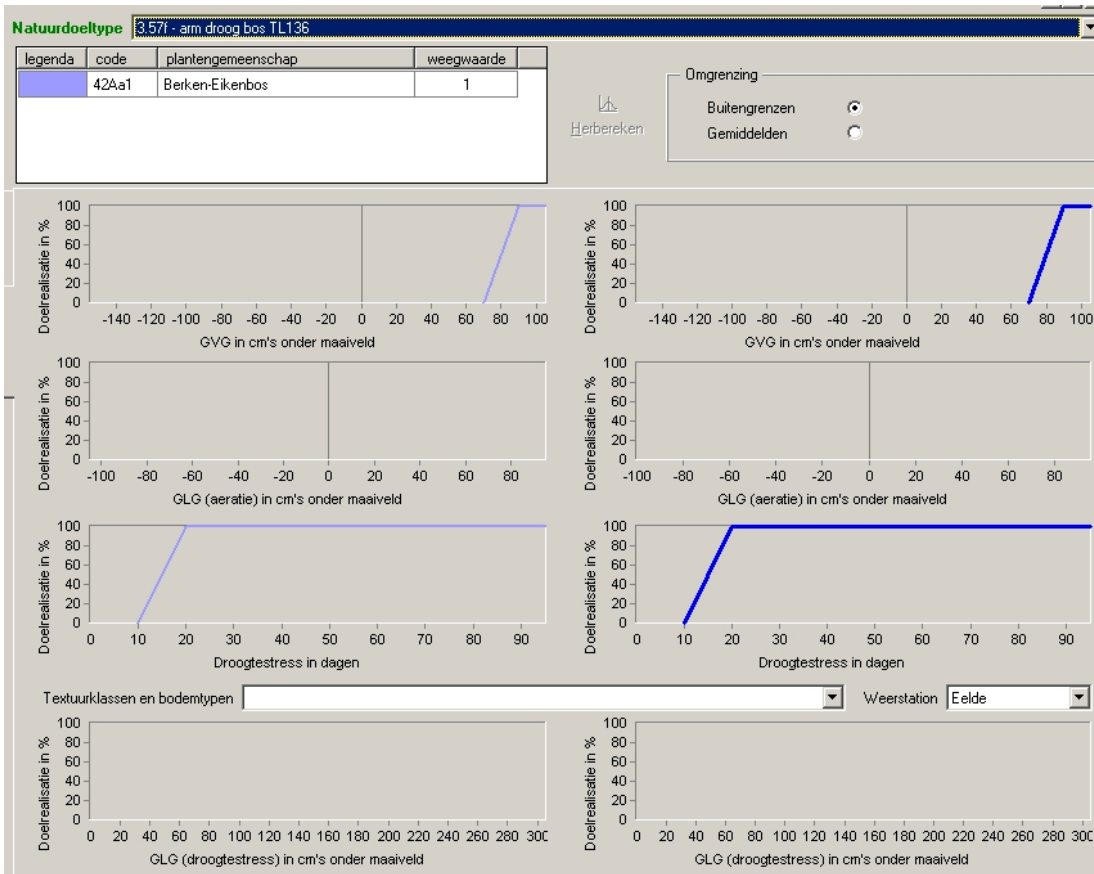 Natuurdoeltype 3.57f - arm droog bos TL136
legenda code plantengemeenschap weegwaarde
42Aa1 Berken-Eikenbos 1
Herbereken
Omgrenzing
Buitengrenzen
Gemiddelden
Doelrealisatie in %
100
80
60
40
20
0
-140 -120 -100 -80 -60 -40 -20 0 20 40 60 80 100
GVG in cm's onder maaiveld
Doelrealisatie in %
100
80
60
40
20
0
-140 -120 -100 -80 -60 -40 -20 0 20 40 60 80 100
GVG in cm's onder maaiveld
Doelrealisatie in %
100
80
60
40
20
0
-100 -80 -60 -40 -20 0 20 40 60 80
GLG (aeratie) in cm's onder maaiveld
Doelrealisatie in %
100
80
60
40
20
0
-100 -80 -60 -40 -20 0 20 40 60 80
GLG (aeratie) in cm's onder maaiveld
Doelrealisatie in %
100
80
60
40
20
0
0 10 20 30 40 50 60 70 80 90
Droogtestress in dagen
Doelrealisatie in %
100
80
60
40
20
0
0 10 20 30 40 50 60 70 80 90
Droogtestress in dagen
Textuurklassen en bodemtypen Weerstation Eelde
Doelrealisatie in %
100
80
60
40
20
0
0 20 40 60 80 100 120 140 160 180 200 220 240 260 280 300
GLG (droogtestress) in cm's onder maaiveld
Doelrealisatie in %
100
80
60
40
20
0
0 20 40 60 80 100 120 140 160 180 200 220 240 260 280 300
GLG (droogtestress) in cm's onder maaiveld